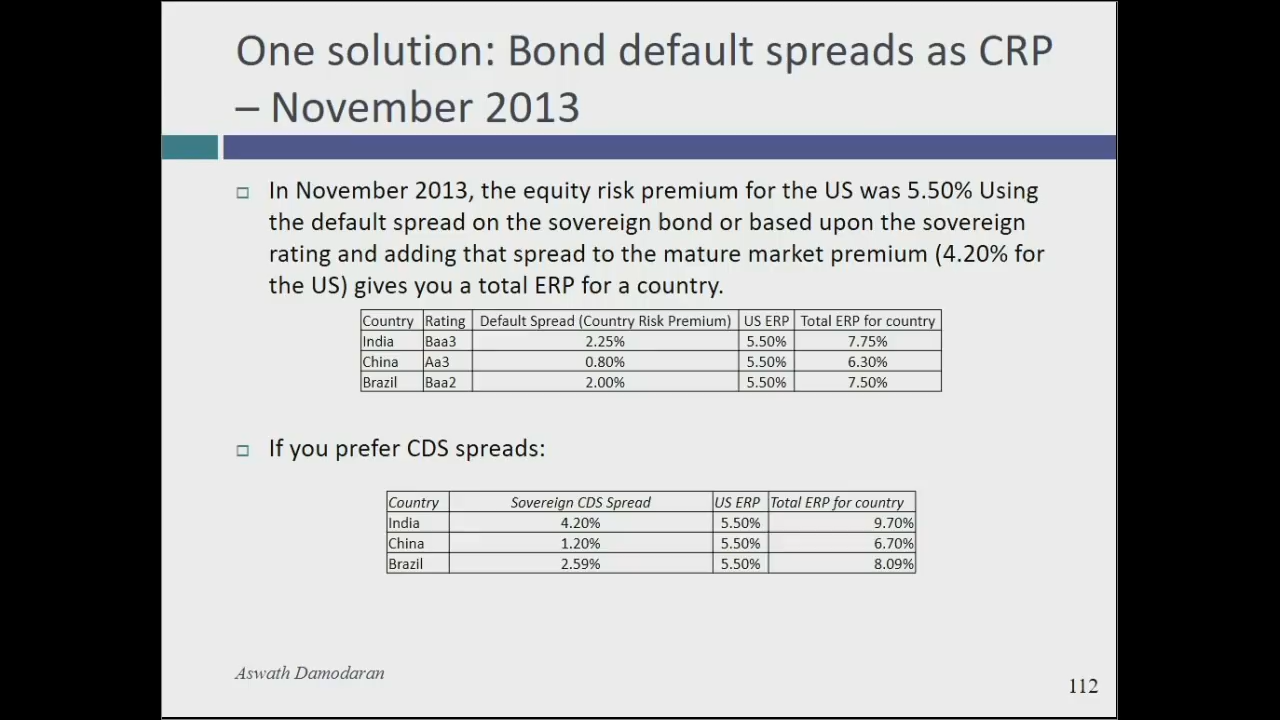 One solution: Bond default spreads as CRP
– November 2013
In November 2013, the equity risk premium for the US was 5.50% Using
the default spread on the sovereign bond or based upon the sovereign
rating and adding that spread to the mature market premium (4.20% for
the US) gives you a total ERP for a country.
Country Rating Default Spread (Country Risk Premium) US ERP Total ERP for country
India Baa3 2.25% 5.50% 7.75%
China Aa3 0.80% 5.50% 6.30%
Brazil Baa2 2.00% 5.50% 7.50%
If you prefer CDS spreads:
Country Sovereign CDS Spread US ERP Total ERP for country
India 4.20% 5.50% 9.70%
China 1.20% 5.50% 6.70%
Brazil 2.59% 5.50% 8.09%
Aswath Damodaran
112